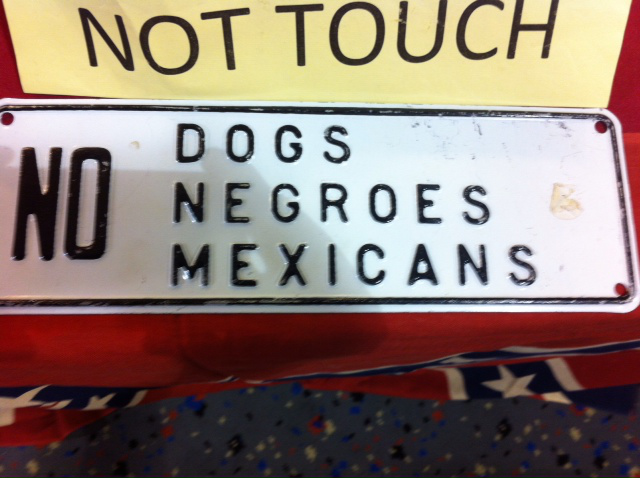 NOT TOUCH
NO
DOGS
NEGROES
MEXICANS